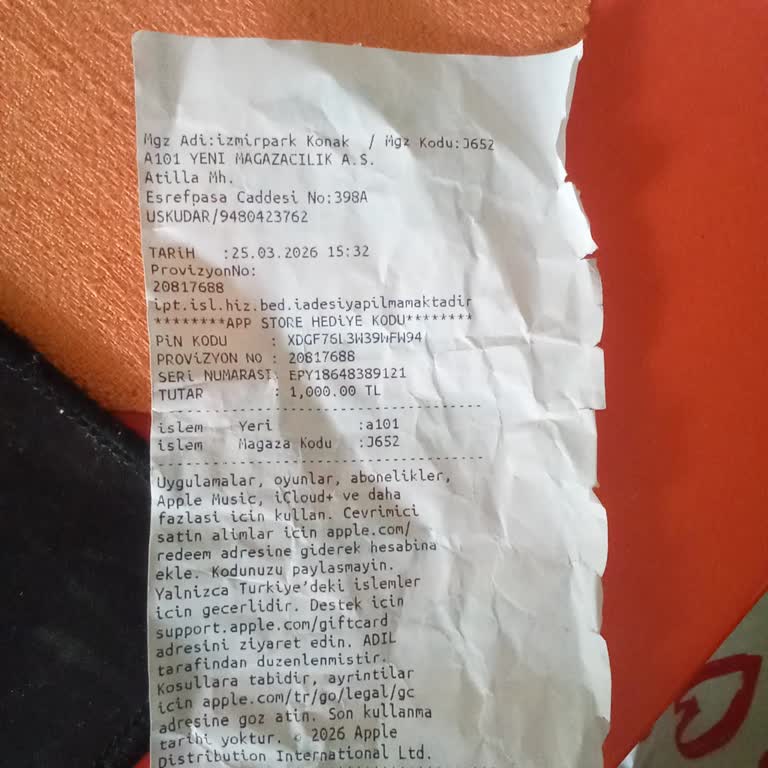 Mgz Adi:izmirpark Konak / Mgz Kodu:J652
A101 YENI MAGAZACILIK A.S.
Atilla Mh.
Esrefpasa Caddesi No:398A
USKUDAR/9480423762
TARiH :25.03.2026 15:32
ProvizyonNo:
20817688
ipt.isl.hiz.bed.iadesiyapilmamaktadir
********APP STORE HEDiYE KODU********
PiN KODU : XDGF76L3W39WFW94
PROViZYON NO : 20817688
SERi NUMARASI: EPY18648389121
TUTAR : 1,000.00 TL
islem Yeri :a101
islem Magaza Kodu :J652
Uygulamalar, oyunlar, abonelikler,
Apple Music, iCloud+ ve daha
fazlasi icin kullan. Cevrimici
satin alimlar icin apple.com/
redeem adresine giderek hesabina
ekle. Kodunuzu paylasmayin.
Yalnizca Turkiye'deki islemler
icin gecerlidir. Destek icin
support.apple.com/giftcard
adresini ziyaret edin. ADIL
tarafindan duzenlenmistir.
Kosullara tabidir, ayrintilar
icin apple.com/tr/go/legal/gc
adresine goz atin. Son kullanma
tarihi yoktur. © 2026 Apple
Distribution International Ltd.